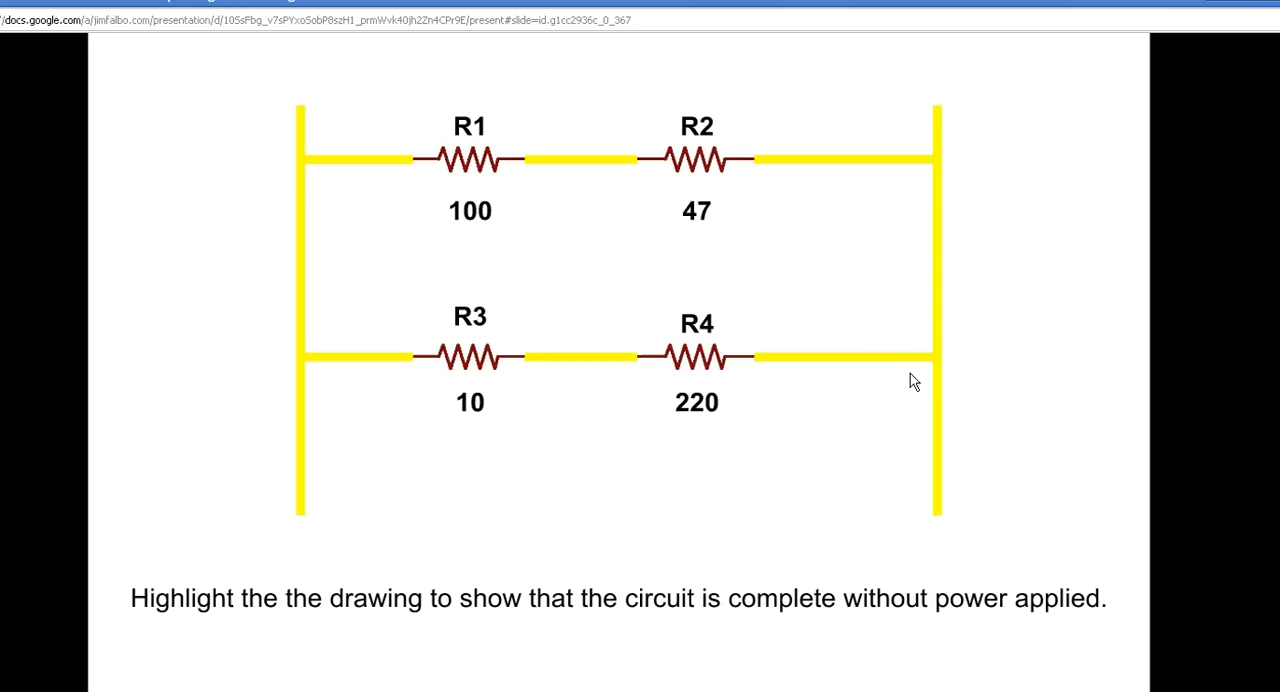 /docs.google.com/a/jimfalbo.com/presentation/d/10SsFbg_v7sPYxoSobP8szH1_prmWvk40jh2Zn4CPr9E/present#slide=id.g1cc2936c_0_367
R1 R2
100 47
R3 R4
10 220
Highlight the the drawing to show that the circuit is complete without power applied.